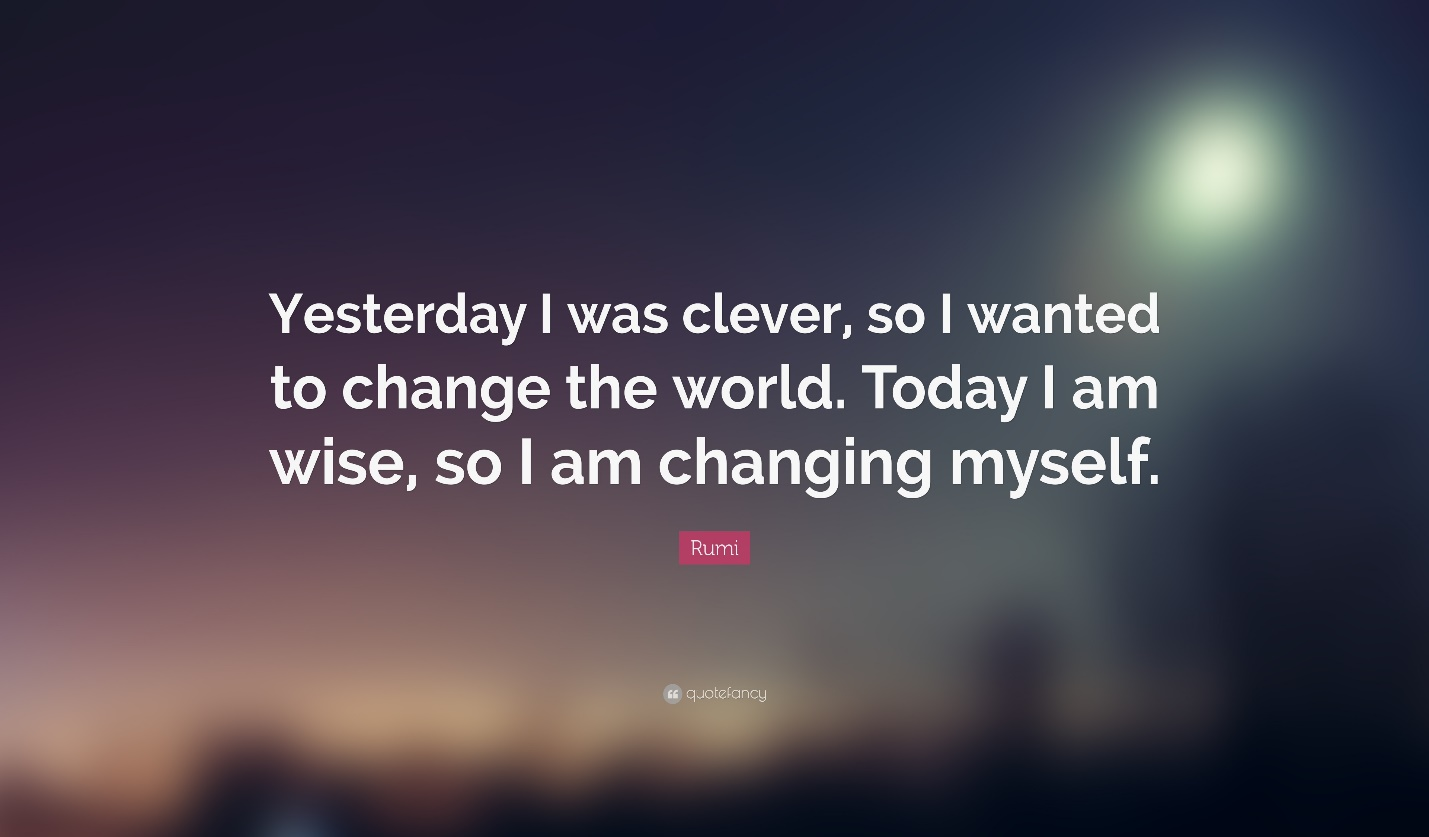 Yesterday I was clever, so I wanted
to change the world. Today I am
wise, so I am changing myself.
Rumi
quotefancy